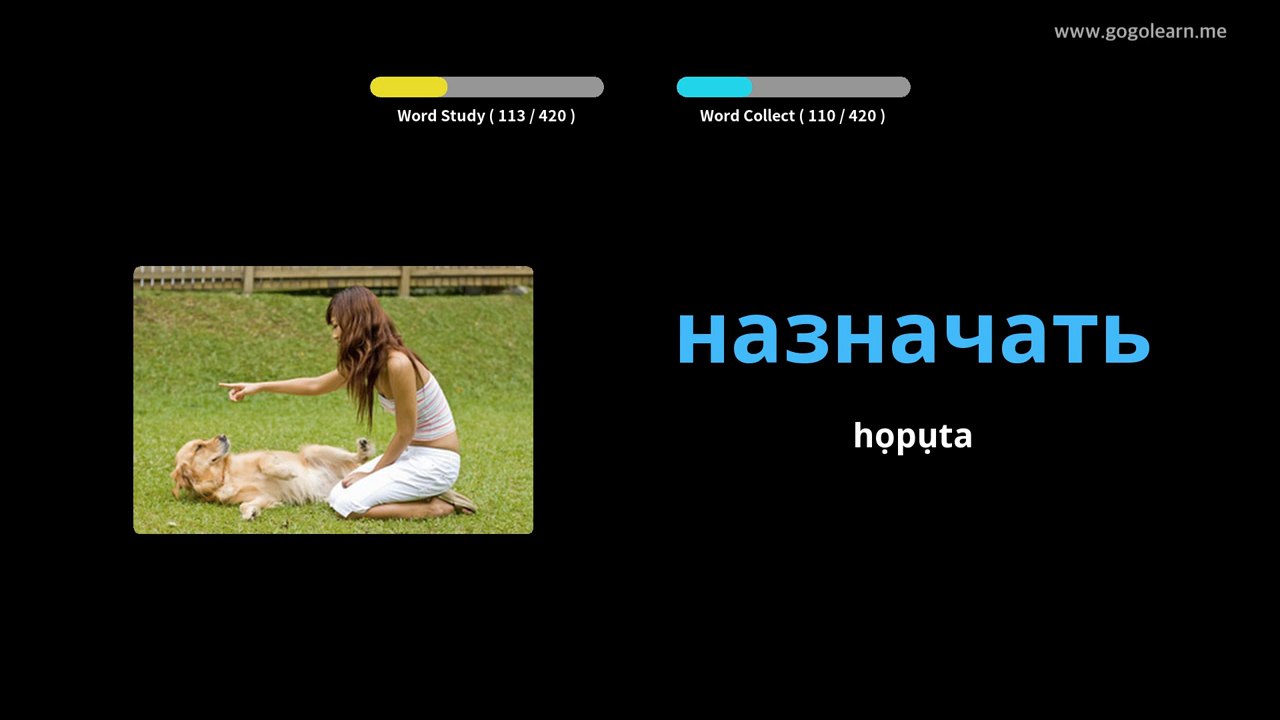 www.gogolearn.me
Word Study ( 113 / 420 )
Word Collect ( 110 / 420 )
назначать
họpụta